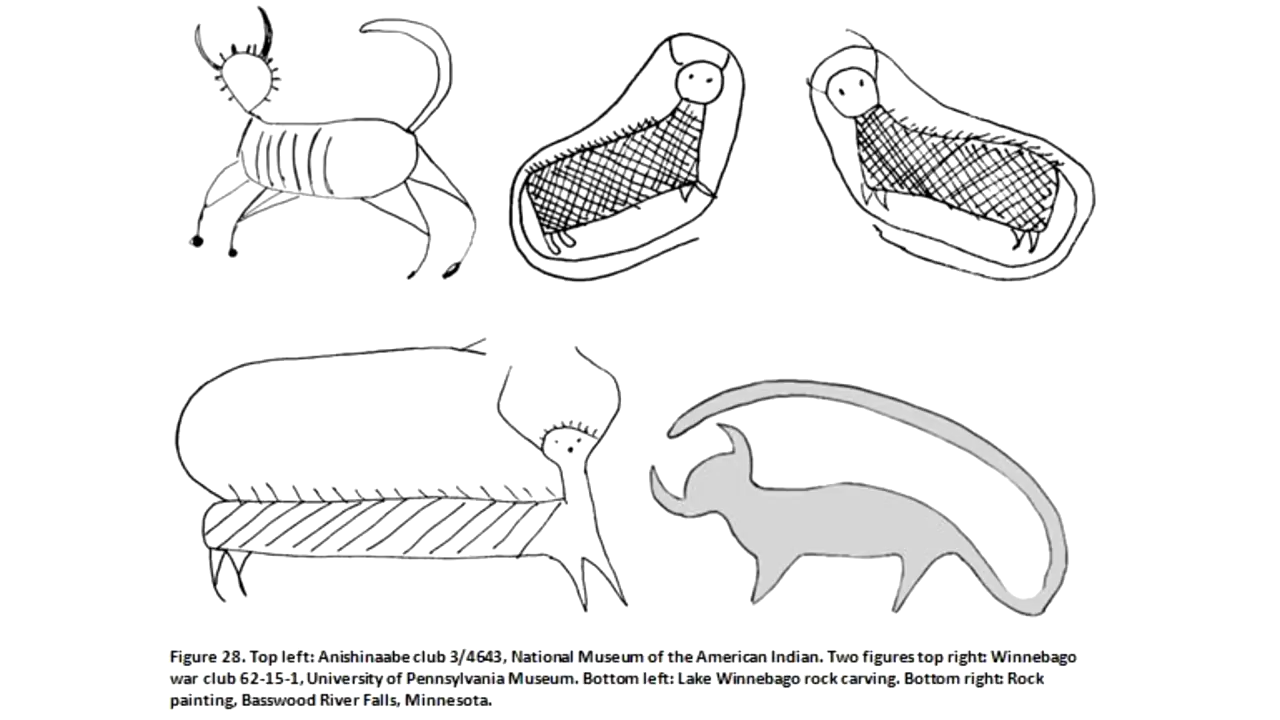 Figure 28. Top left: Anishinaabe club 3/4643, National Museum of the American Indian. Two figures top right: Winnebago
war club 62-15-1, University of Pennsylvania Museum. Bottom left: Lake Winnebago rock carving. Bottom right: Rock
painting, Basswood River Falls, Minnesota.